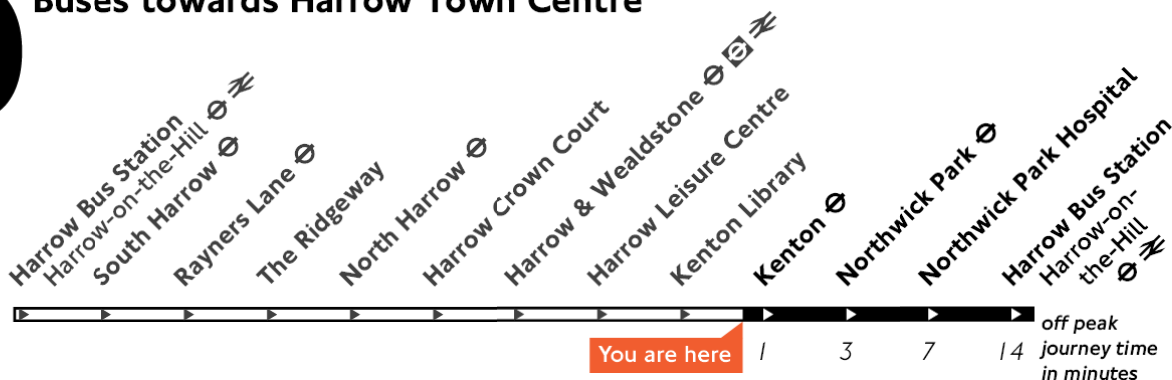 Buses towards Harrow Town Centre
Harrow Bus Station
Harrow-on-the-Hill
South Harrow
Rayners Lane
The Ridgeway
North Harrow
Harrow Crown Court
Harrow & Wealdstone
Harrow Leisure Centre
Kenton Library
Kenton
Northwick Park
Northwick Park Hospital
Harrow Bus Station
Harrow-on-
the-Hill
You are here
1 3 7 14
off peak
journey time
in minutes